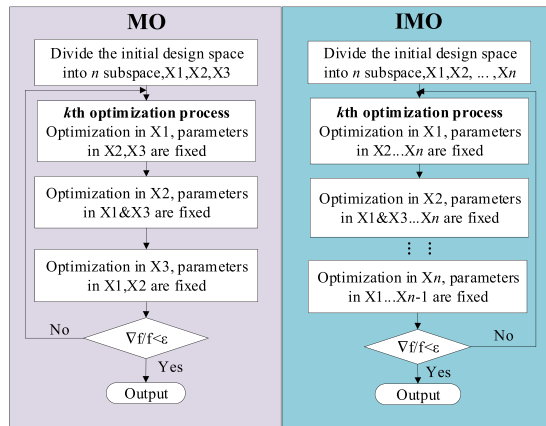 MO
Divide the initial design space
into n subspace,X1,X2,X3
kth optimization process
Optimization in X1, parameters
in X2,X3 are fixed
Optimization in X2, parameters
in X1&X3 are fixed
Optimization in X3, parameters
in X1,X2 are fixed
No
∇f/f<ε
Yes
Output
IMO
Divide the initial design space
into n subspace,X1,X2, ... ,Xn
kth optimization process
Optimization in X1, parameters
in X2...Xn are fixed
Optimization in X2, parameters
in X1&X3...Xn are fixed
Optimization in Xn, parameters
in X1...Xn-1 are fixed
No
∇f/f<ε
Yes
Output